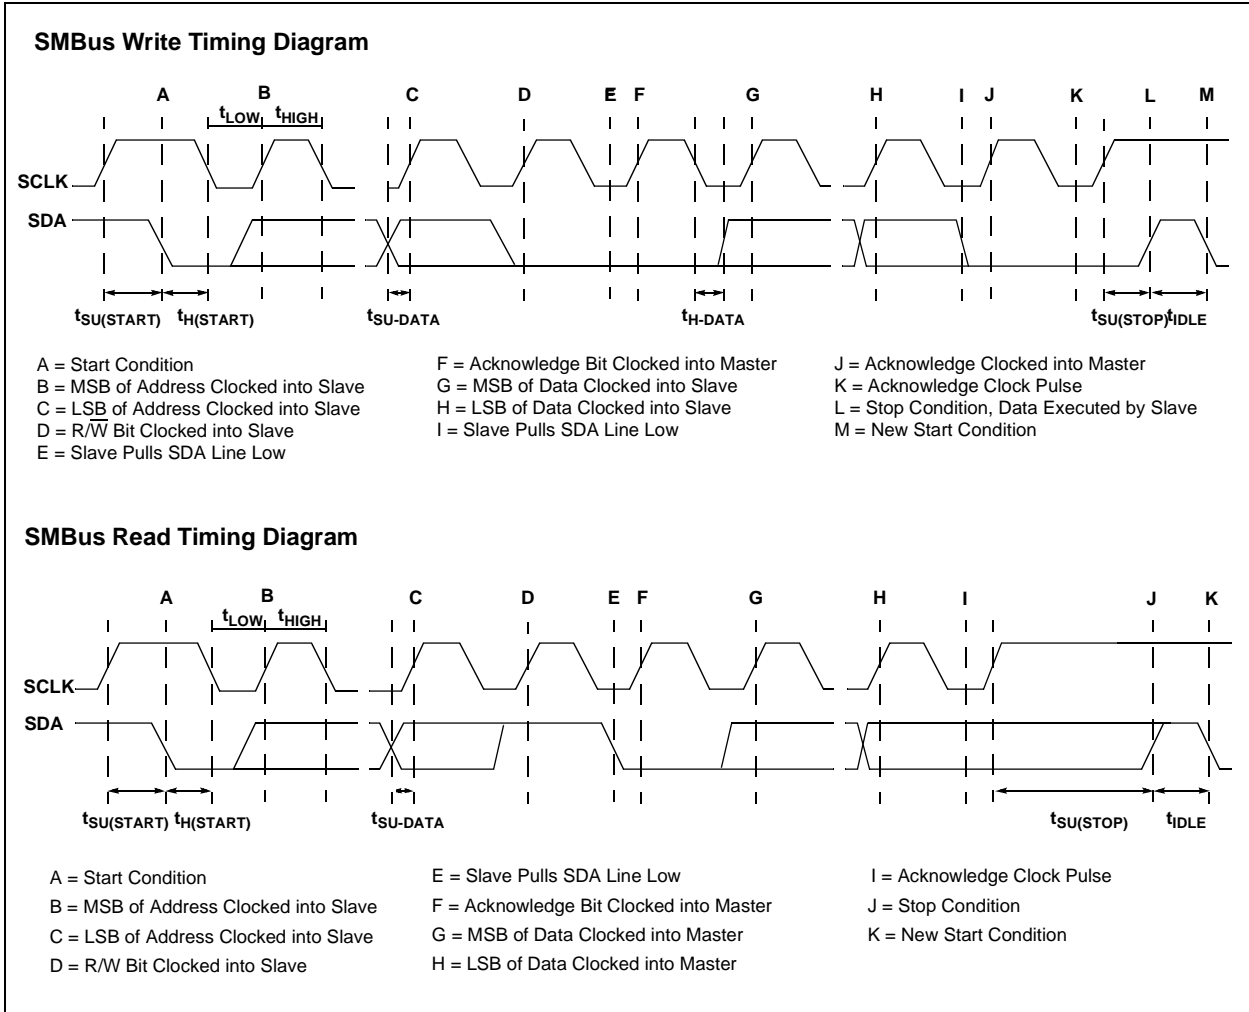 SMBus Write Timing Diagram
A B C D E F G H I J K L M
tLOW tHIGH
SCLK
SDA
tSU(START) tH(START) tSU-DATA tH-DATA tSU(STOP) tIDLE
A = Start Condition
B = MSB of Address Clocked into Slave
C = LSB of Address Clocked into Slave
D = R/W̅ Bit Clocked into Slave
E = Slave Pulls SDA Line Low
F = Acknowledge Bit Clocked into Master
G = MSB of Data Clocked into Slave
H = LSB of Data Clocked into Slave
I = Slave Pulls SDA Line Low
J = Acknowledge Clocked into Master
K = Acknowledge Clock Pulse
L = Stop Condition, Data Executed by Slave
M = New Start Condition
SMBus Read Timing Diagram
A B C D E F G H I J K
tLOW tHIGH
SCLK
SDA
tSU(START) tH(START) tSU-DATA tSU(STOP) tIDLE
A = Start Condition
B = MSB of Address Clocked into Slave
C = LSB of Address Clocked into Slave
D = R/W Bit Clocked into Slave
E = Slave Pulls SDA Line Low
F = Acknowledge Bit Clocked into Master
G = MSB of Data Clocked into Master
H = LSB of Data Clocked into Master
I = Acknowledge Clock Pulse
J = Stop Condition
K = New Start Condition